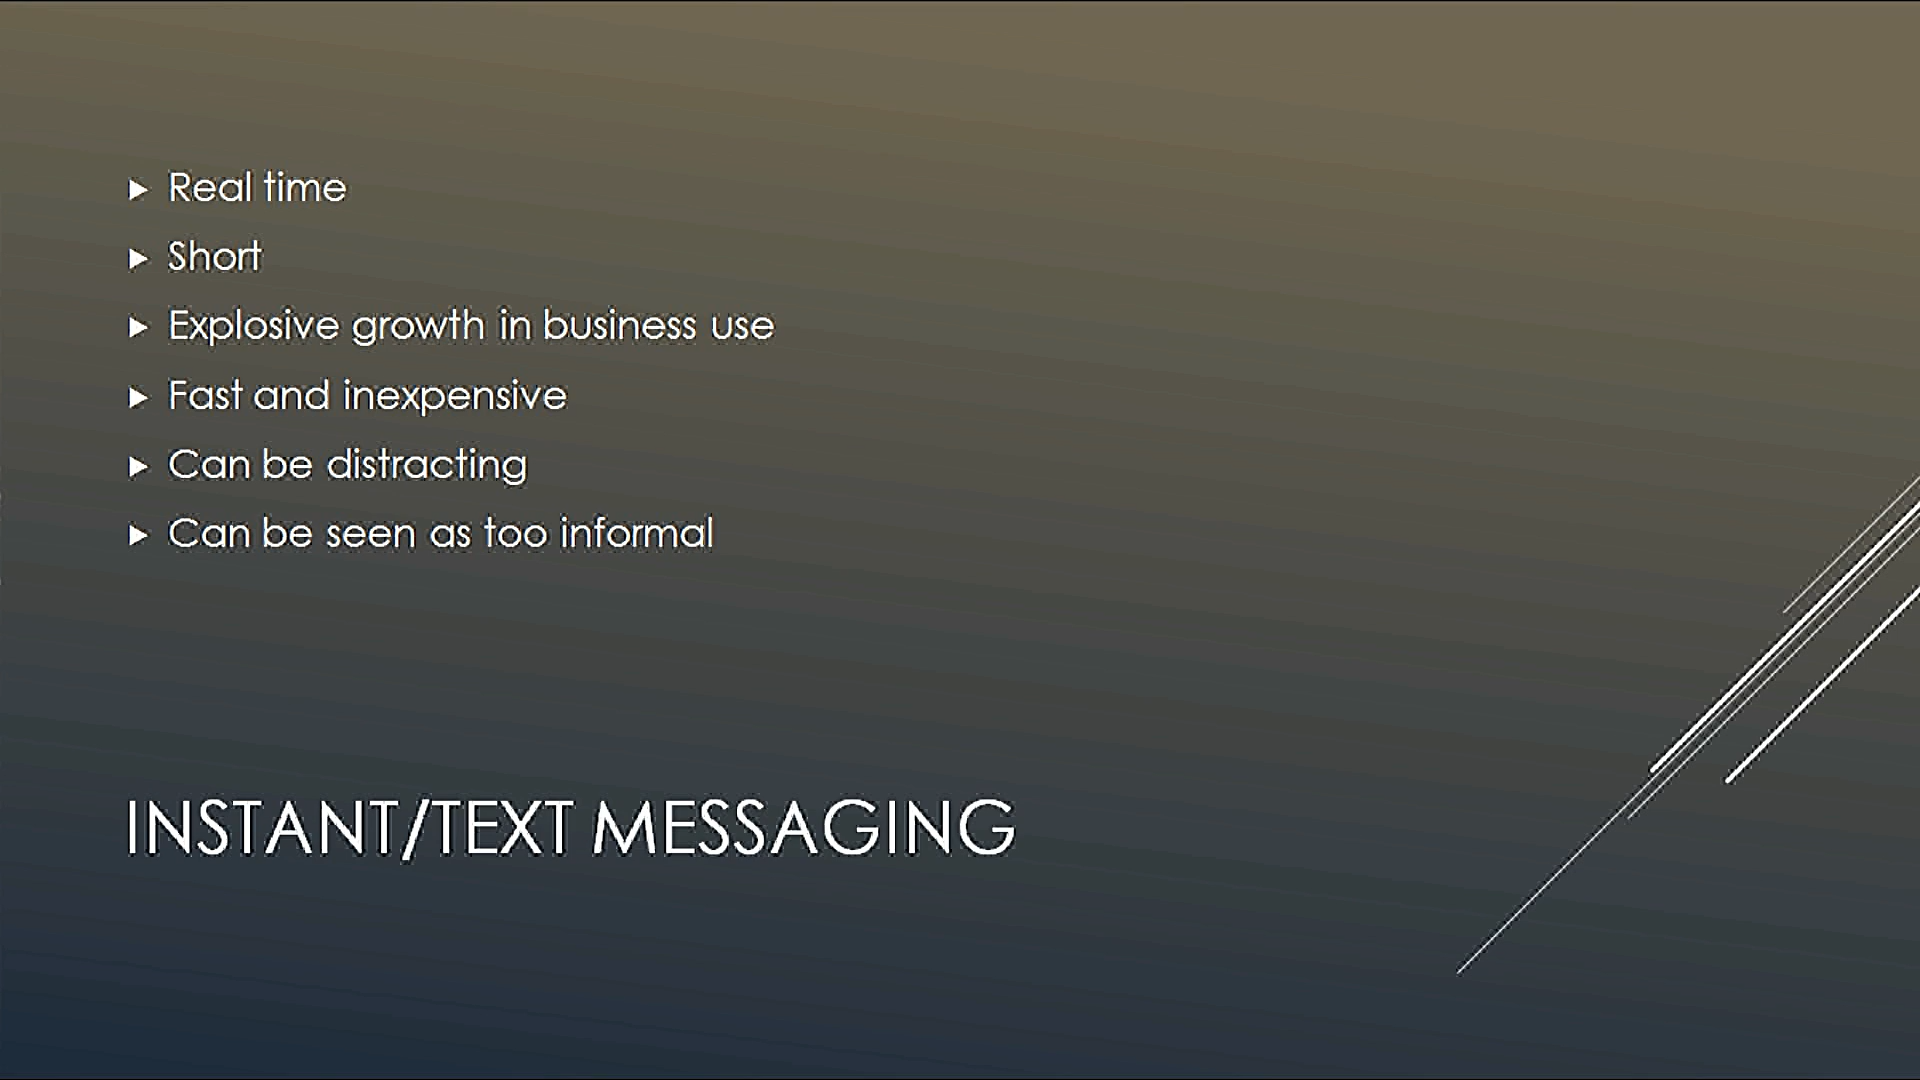 Real time
Short
Explosive growth in business use
Fast and inexpensive
Can be distracting
Can be seen as too informal
INSTANT/TEXT MESSAGING